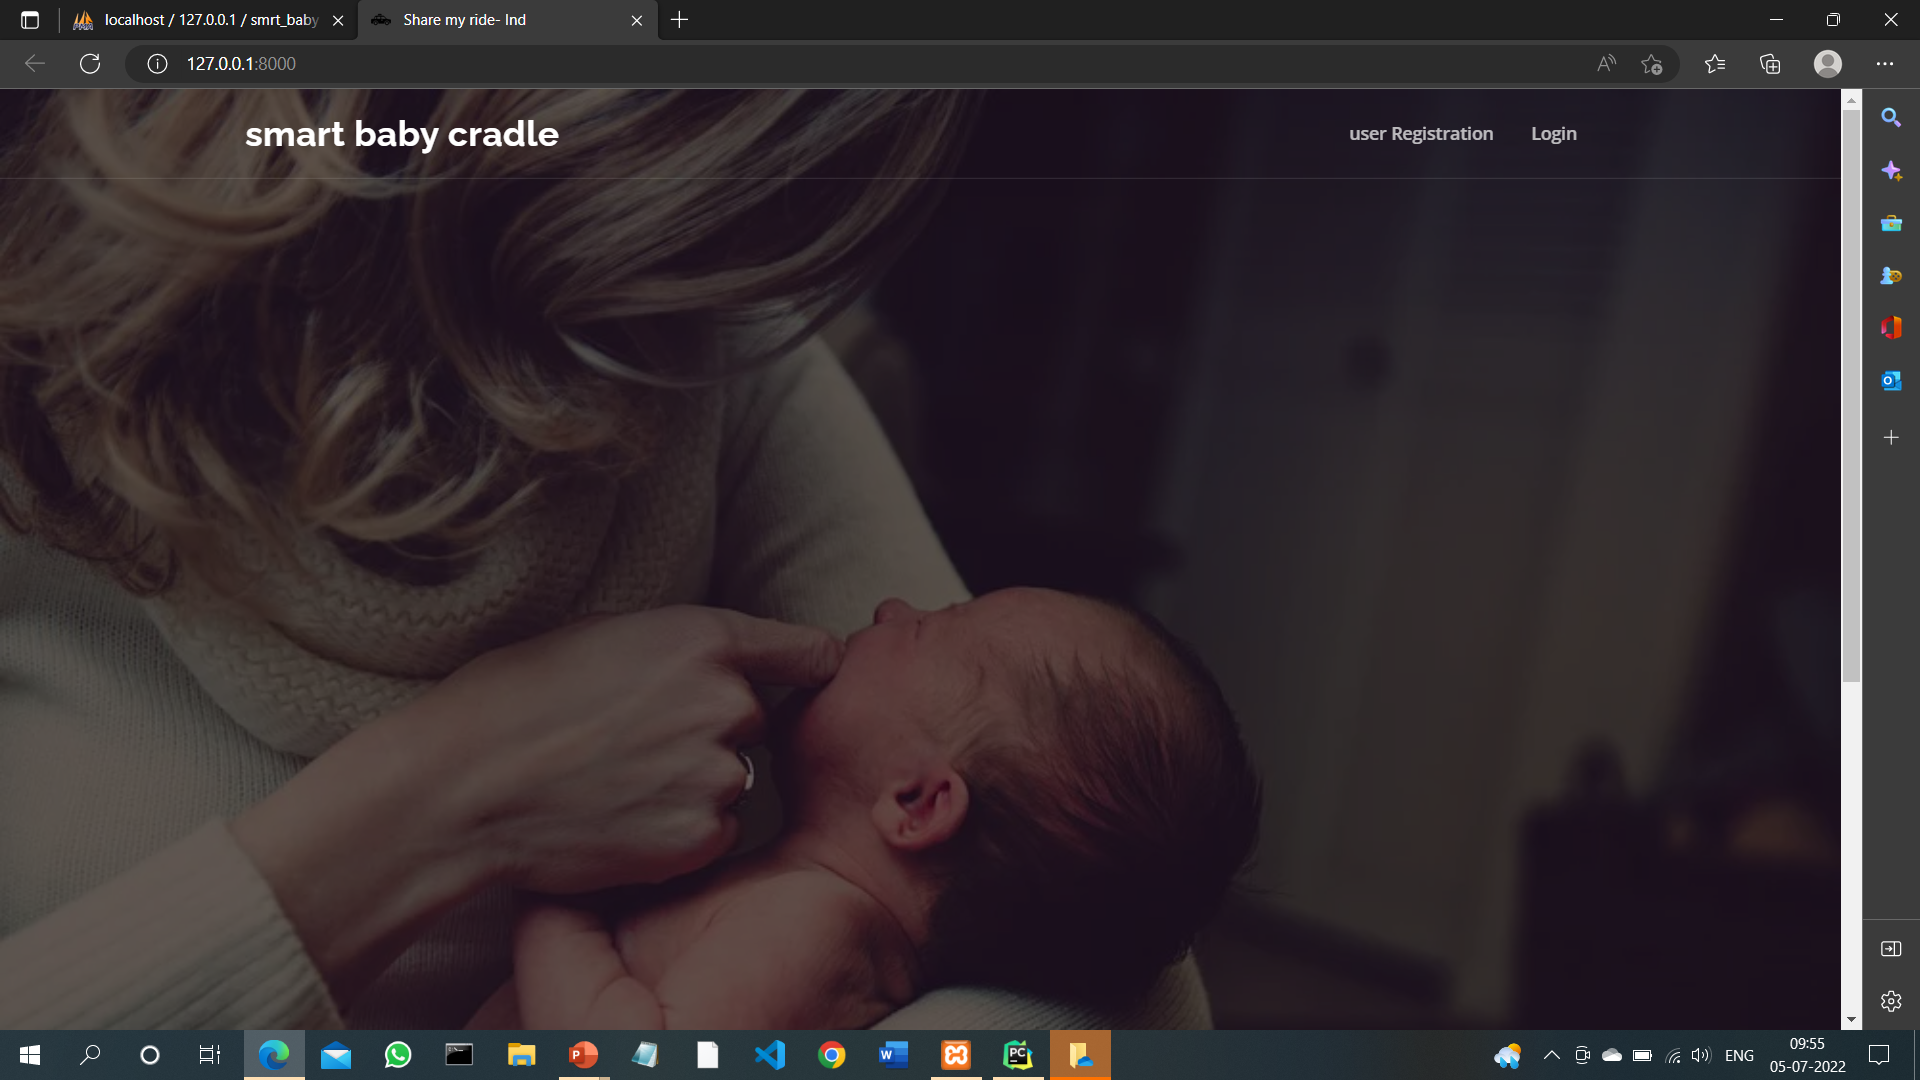 localhost / 127.0.0.1 / smrt_baby
Share my ride- Ind
127.0.0.1:8000
smart baby cradle
user Registration
Login
ENG
09:55
05-07-2022